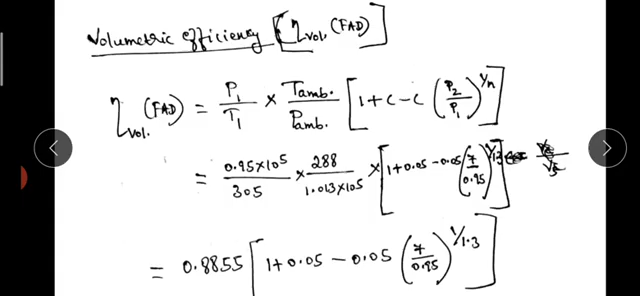 Volumetric efficiency [η vol. (FAD)]
η vol. (FAD) = P₁/T₁ × Tamb./Pamb. [1 + C - C (P₂/P₁)^1/n]
= 0.95×10⁵/305 × 288/1.013×10⁵ × [1+0.05-0.05 (7/0.95)^1/1.3]
= 0.8855 [1+0.05-0.05 (7/0.95)^1/1.3]